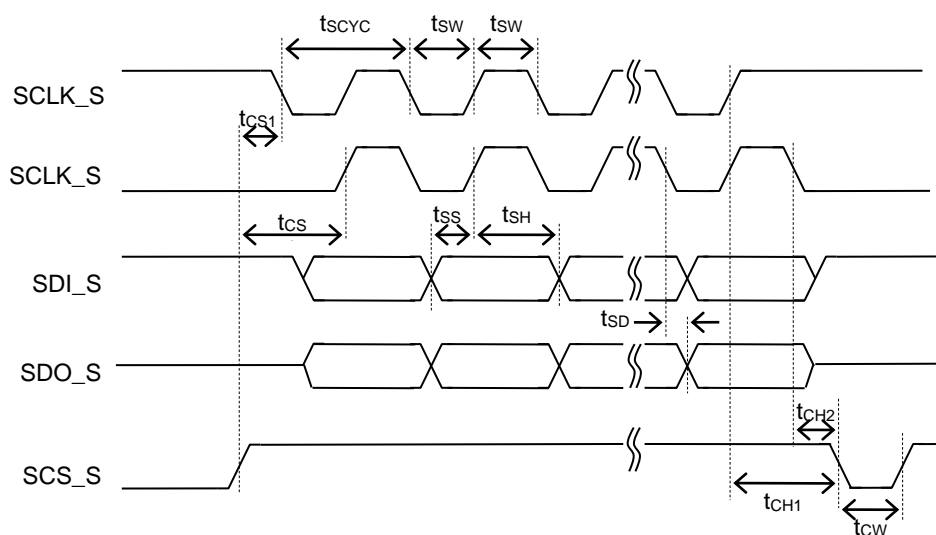 tSCYC tSW tSW
SCLK_S
tCS1
SCLK_S
tCS tSS tSH
SDI_S
tSD
SDO_S
tCH2
SCS_S
tCH1
tCW